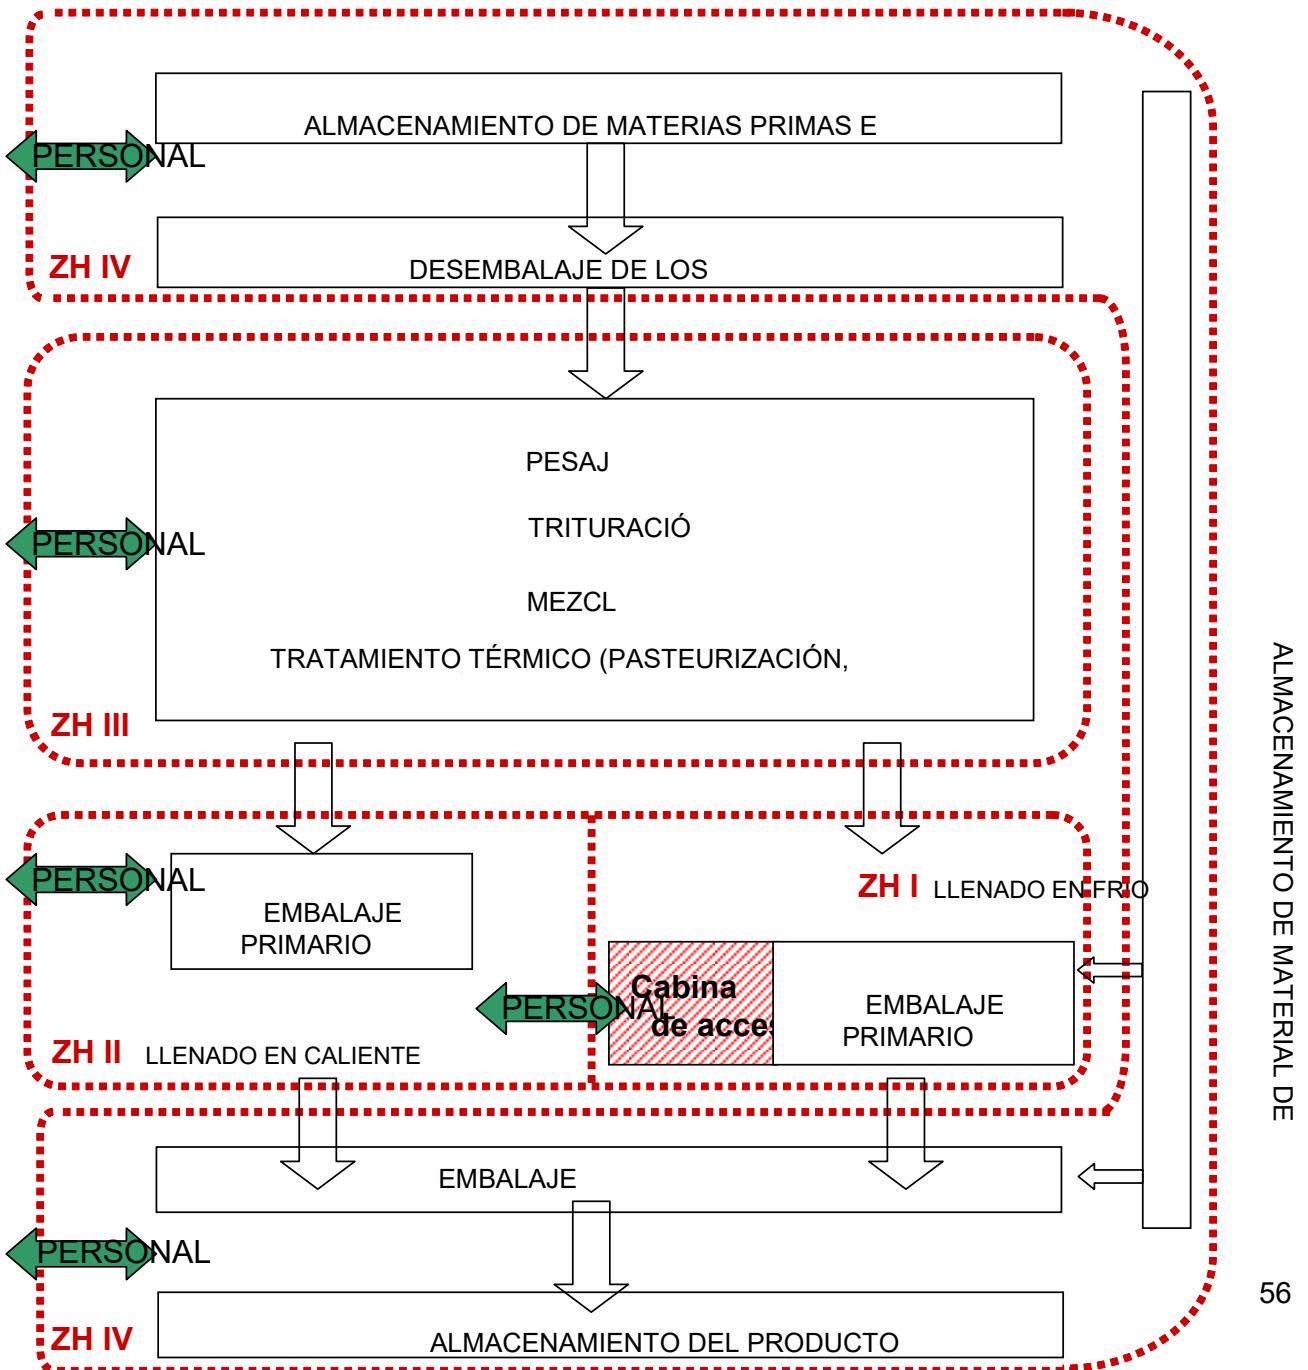 ALMACENAMIENTO DE MATERIAS PRIMAS E
PERSONAL
ZH IV
DESEMBALAJE DE LOS
PESAJ
TRITURACIÓ
PERSONAL
MEZCL
TRATAMIENTO TÉRMICO (PASTEURIZACIÓN,
ZH III
PERSONAL
EMBALAJE
PRIMARIO
ZH I LLENADO EN FRIO
Cabina
de acces
PERSONAL
EMBALAJE
PRIMARIO
ZH II LLENADO EN CALIENTE
EMBALAJE
PERSONAL
ZH IV
ALMACENAMIENTO DEL PRODUCTO
ALMACENAMIENTO DE MATERIAL DE
56